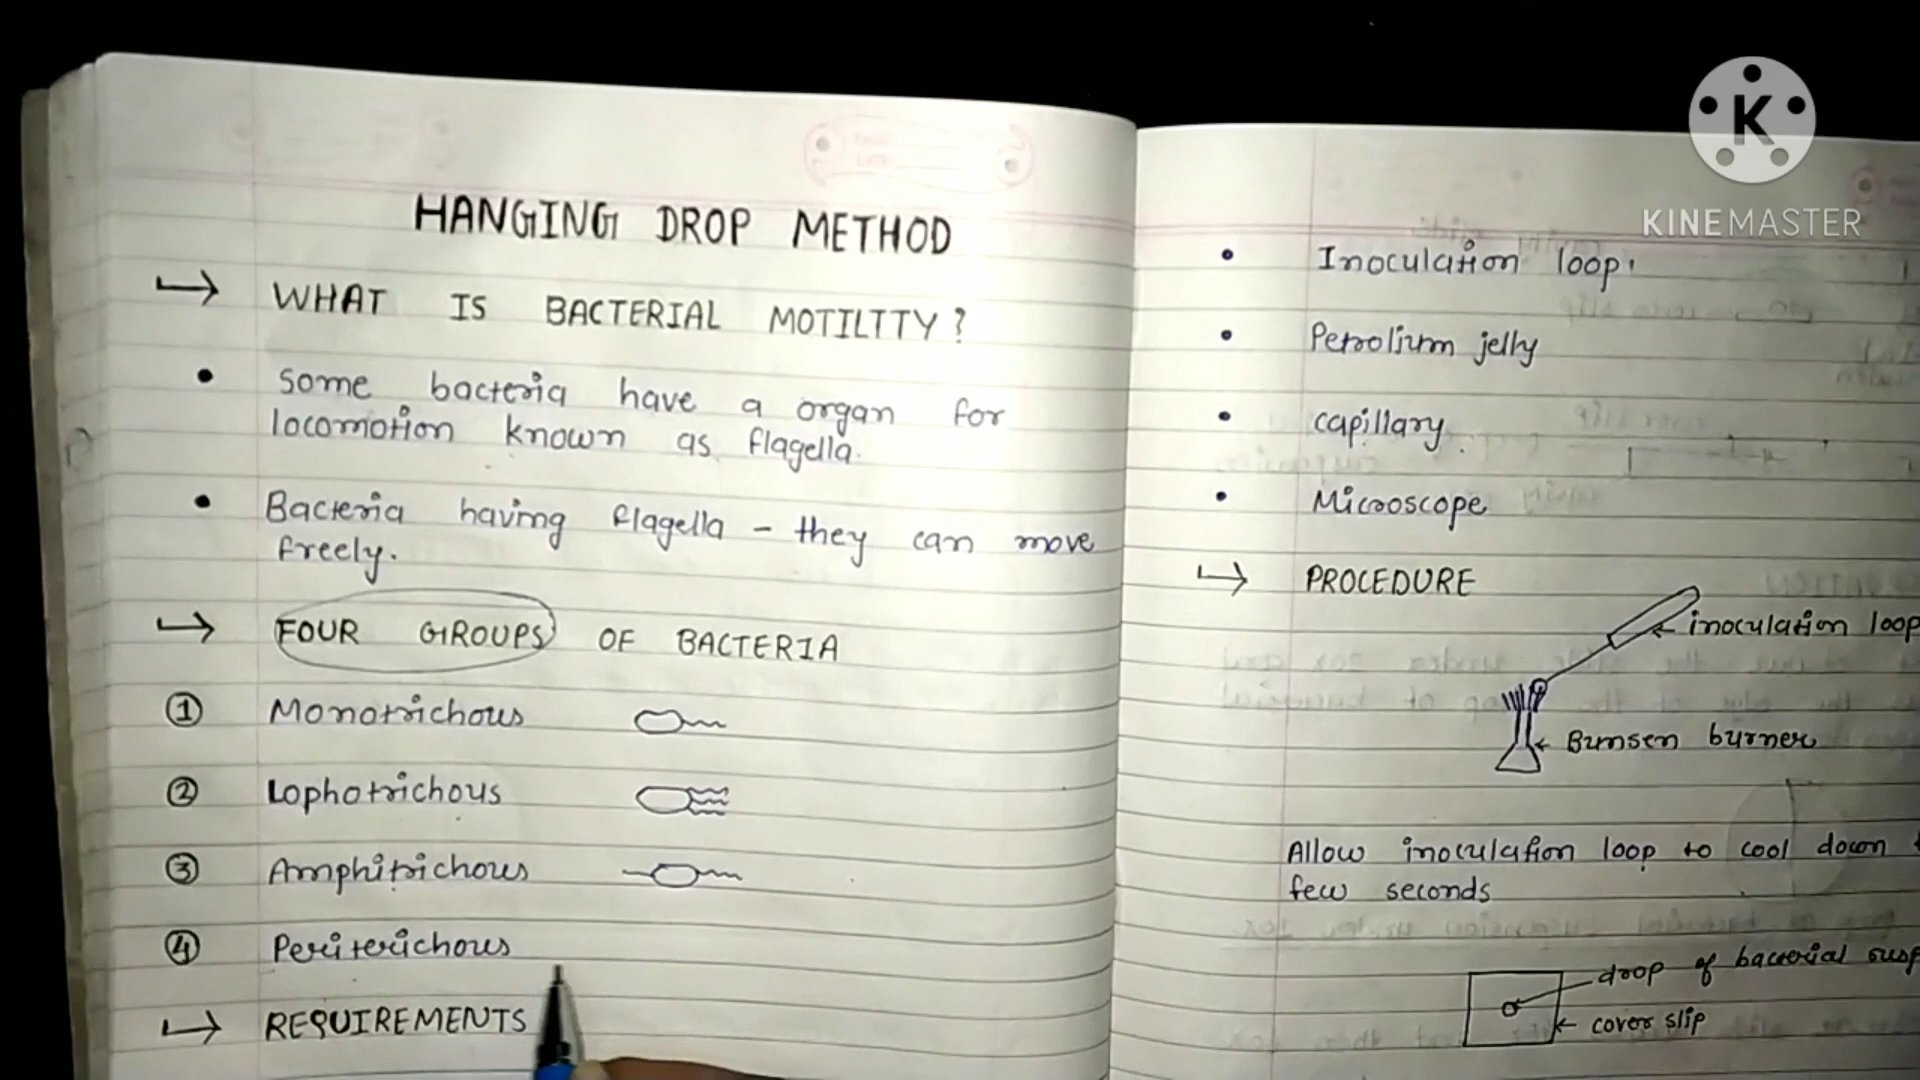 HANGING DROP METHOD
WHAT IS BACTERIAL MOTILTTY?
some bacteria have a organ for
locomotion known as flagella.
Bacteria having flagella - they can move
freely.
FOUR GROUPS OF BACTERIA
① Monotrichous
② Lophotrichous
③ Amphitrichous
④ Periterichous
REQUIREMENTS
Inoculation loop.
Petrolium jelly
capillary.
Microscope
PROCEDURE
inoculation loop
Bunsen burner
Allow inoculation loop to cool down
few seconds
drop of bacterial susp
cover slip
K
KINEMASTER